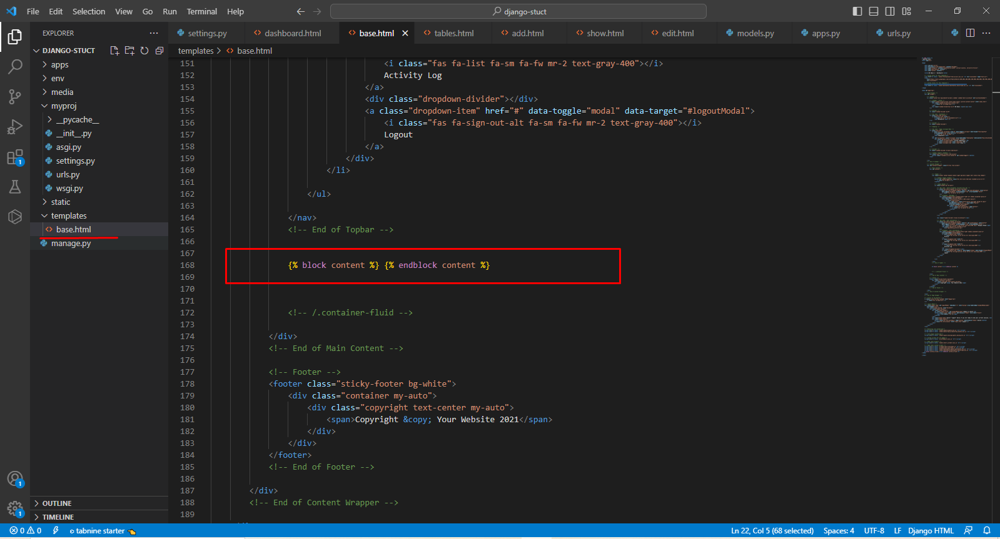 File Edit Selection View Go Run Terminal Help
django-stuct
EXPLORER
settings.py
dashboard.html
base.html
tables.html
add.html
show.html
edit.html
models.py
apps.py
urls.py
templates > base.html
DJANGO-STUCT
apps
env
media
myproj
__pycache__
__init__.py
asgi.py
settings.py
urls.py
wsgi.py
static
templates
base.html
manage.py
151 <i class="fas fa-list fa-sm fa-fw mr-2 text-gray-400"></i>
152 Activity Log
153 </a>
154 <div class="dropdown-divider"></div>
155 <a class="dropdown-item" href="#" data-toggle="modal" data-target="#logoutModal">
156 <i class="fas fa-sign-out-alt fa-sm fa-fw mr-2 text-gray-400"></i>
157 Logout
158 </a>
159 </div>
160 </li>
161
162 </ul>
163
164 </nav>
165 <!-- End of Topbar -->
166
167
168 {% block content %} {% endblock content %}
169
170
171
172 <!-- /.container-fluid -->
173
174 </div>
175 <!-- End of Main Content -->
176
177 <!-- Footer -->
178 <footer class="sticky-footer bg-white">
179 <div class="container my-auto">
180 <div class="copyright text-center my-auto">
181 <span>Copyright &copy; Your Website 2021</span>
182 </div>
183 </div>
184 </footer>
185 <!-- End of Footer -->
186
187 </div>
188 <!-- End of Content Wrapper -->
189
1
1
1
OUTLINE
TIMELINE
0 0 tabnine starter
Ln 22, Col 5 (68 selected) Spaces: 4 UTF-8 LF Django HTML